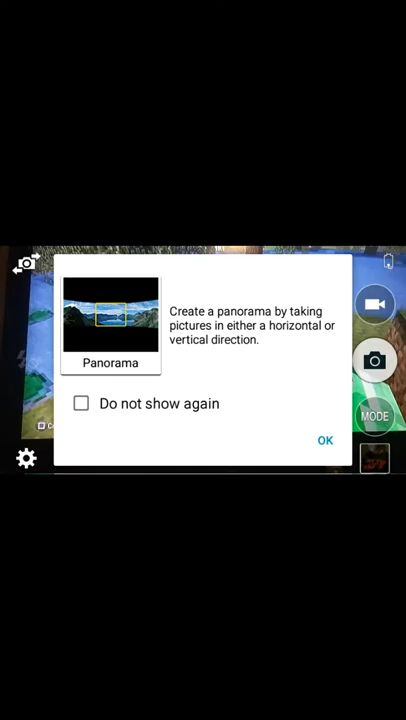 Create a panorama by taking
pictures in either a horizontal or
vertical direction.
Panorama
Do not show again
MODE
OK